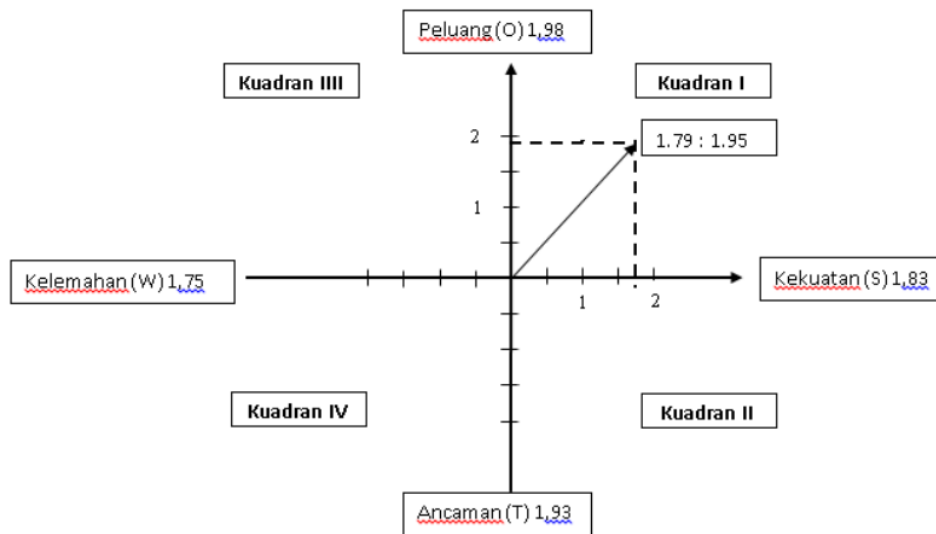 Peluang (O) 1,98
Kuadran IIII
Kuadran I
2
1.79 : 1.95
1
Kelemahan (W) 1,75
Kekuatan (S) 1,83
1
2
Kuadran IV
Kuadran II
Ancaman (T) 1,93